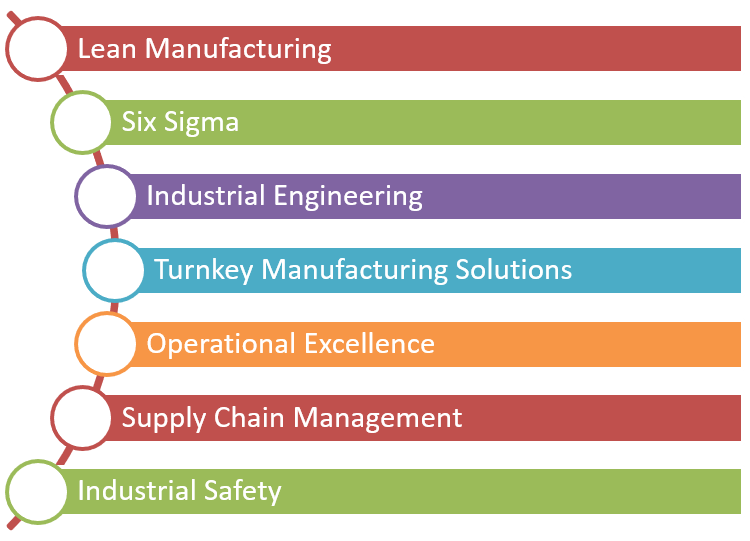 Lean Manufacturing
Six Sigma
Industrial Engineering
Turnkey Manufacturing Solutions
Operational Excellence
Supply Chain Management
Industrial Safety